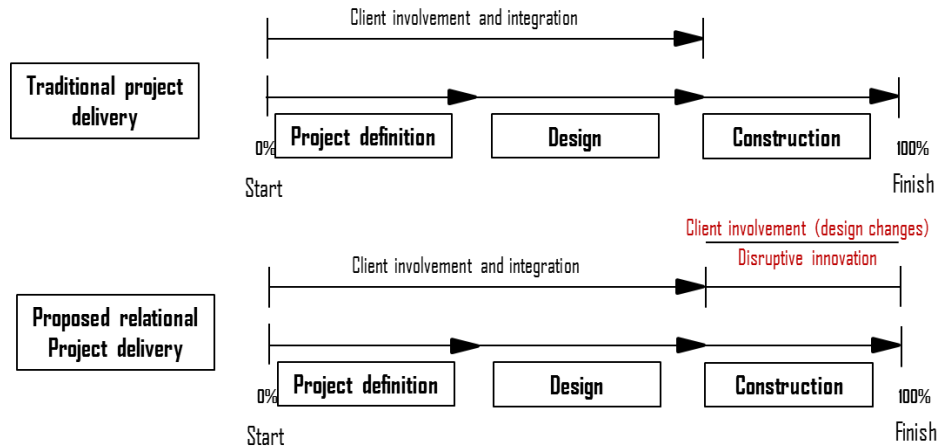 Client involvement and integration
Traditional project
delivery
Project definition
Design
Construction
0%
100%
Start
Finish
Client involvement (design changes)
Disruptive innovation
Client involvement and integration
Proposed relational
Project delivery
Project definition
Design
Construction
0%
100%
Start
Finish